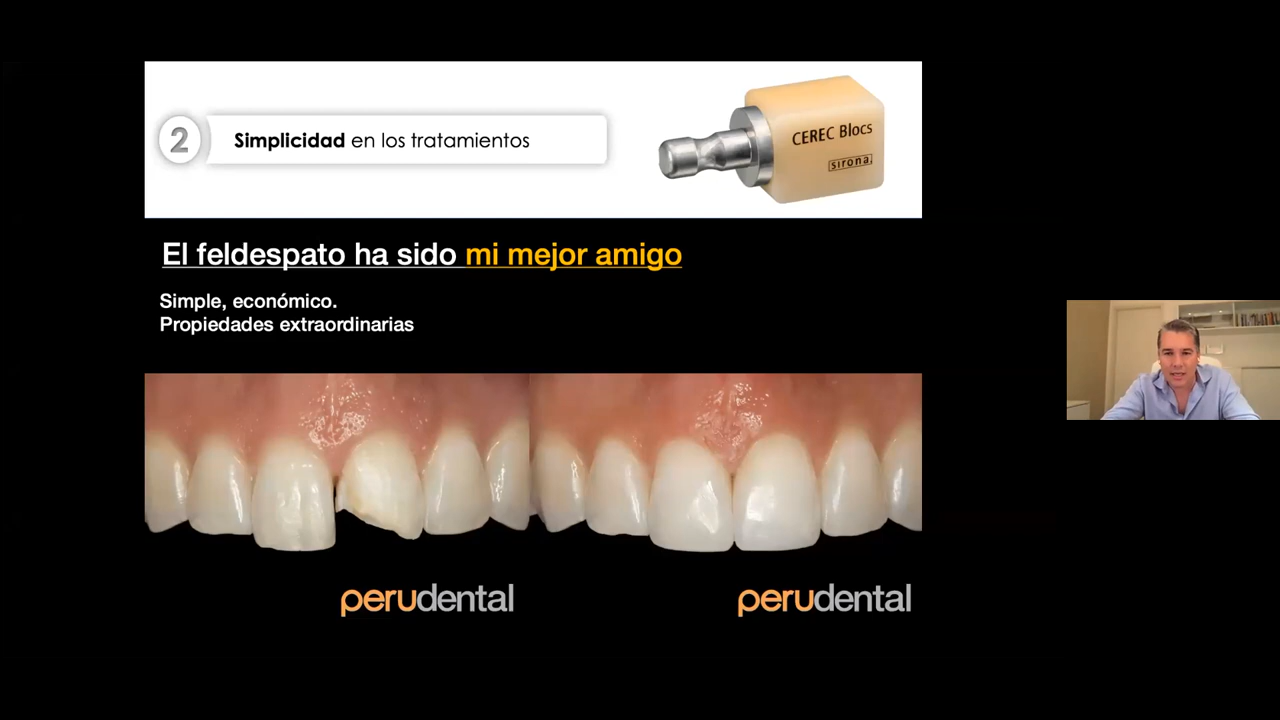 2
Simplicidad en los tratamientos
CEREC Blocs
sirona.
El feldespato ha sido mi mejor amigo
Simple, económico.
Propiedades extraordinarias
perudental
perudental